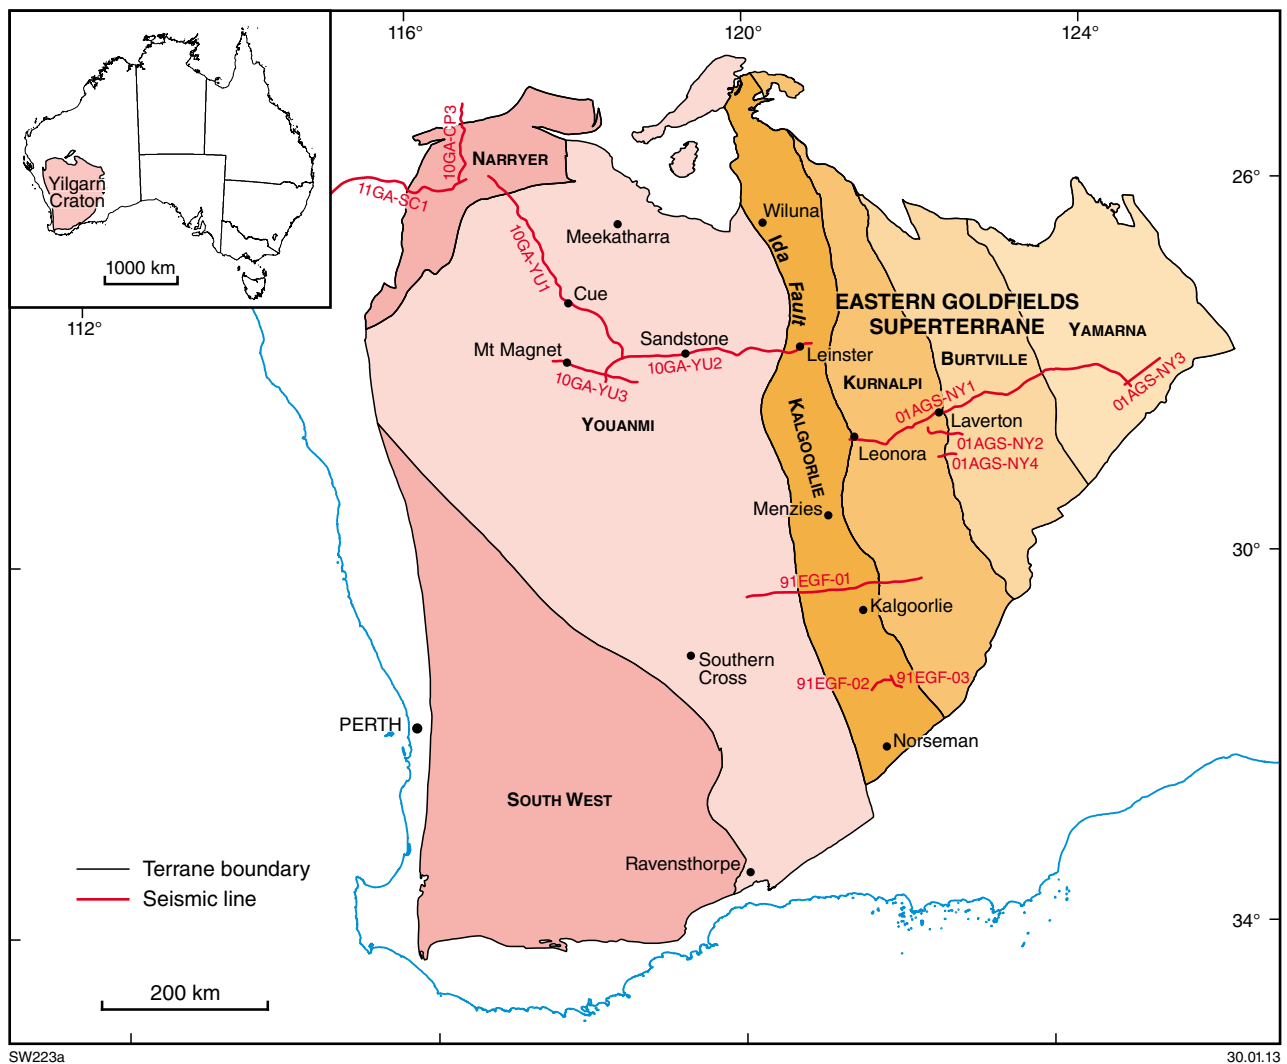 116°
120°
124°
Yilgarn
Craton
1000 km
112°
26°
30°
34°
10GA-CP3
NARRYER
11GA-SC1
10GA-YU1
Meekatharra
Cue
Wiluna
Ida Fault
EASTERN GOLDFIELDS
SUPERTERRANE
YAMARNA
Sandstone
Mt Magnet
10GA-YU2
Leinster
BURTVILLE
10GA-YU3
KURNALPI
01AGS-NY3
01AGS-NY1
YOUANMI
KALGOORLIE
Laverton
01AGS-NY2
Leonora
01AGS-NY4
Menzies
91EGF-01
Kalgoorlie
Southern
Cross
91EGF-02
91EGF-03
PERTH
Norseman
SOUTH WEST
Ravensthorpe
Terrane boundary
Seismic line
200 km
SW223a
30.01.13